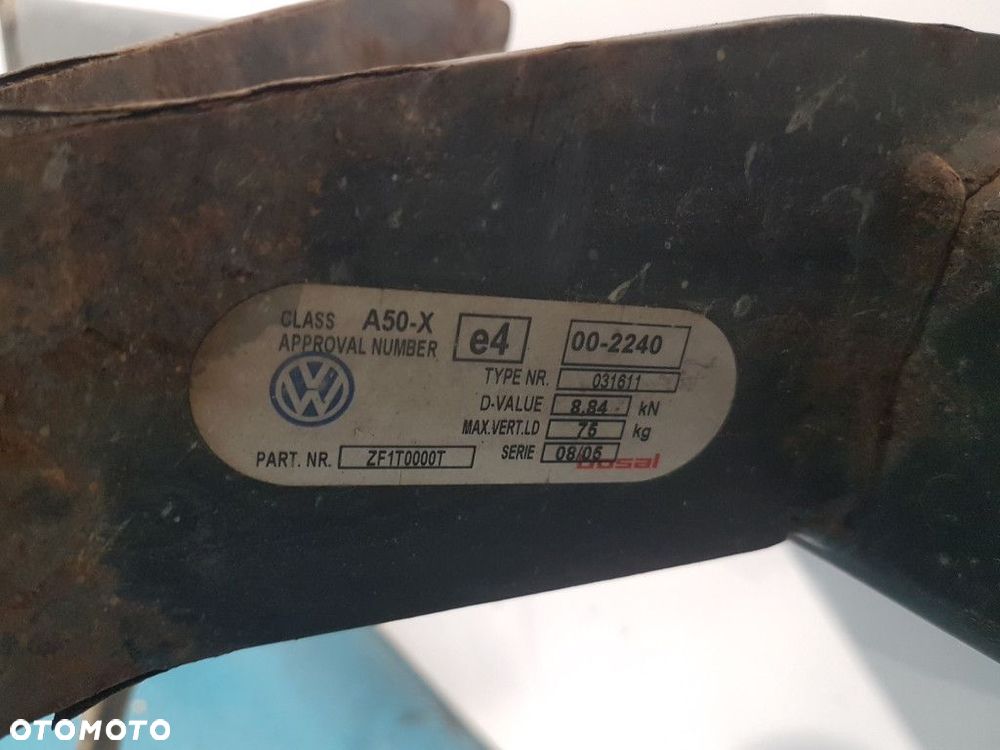 CLASS A50-X e4 00-2240
APPROVAL NUMBER
TYPE NR. 031611
D-VALUE 8.84 kN
MAX.VERT.LD 75 kg
PART. NR. ZF1T0000T SERIE 08/05
bosal
OTOMOTO